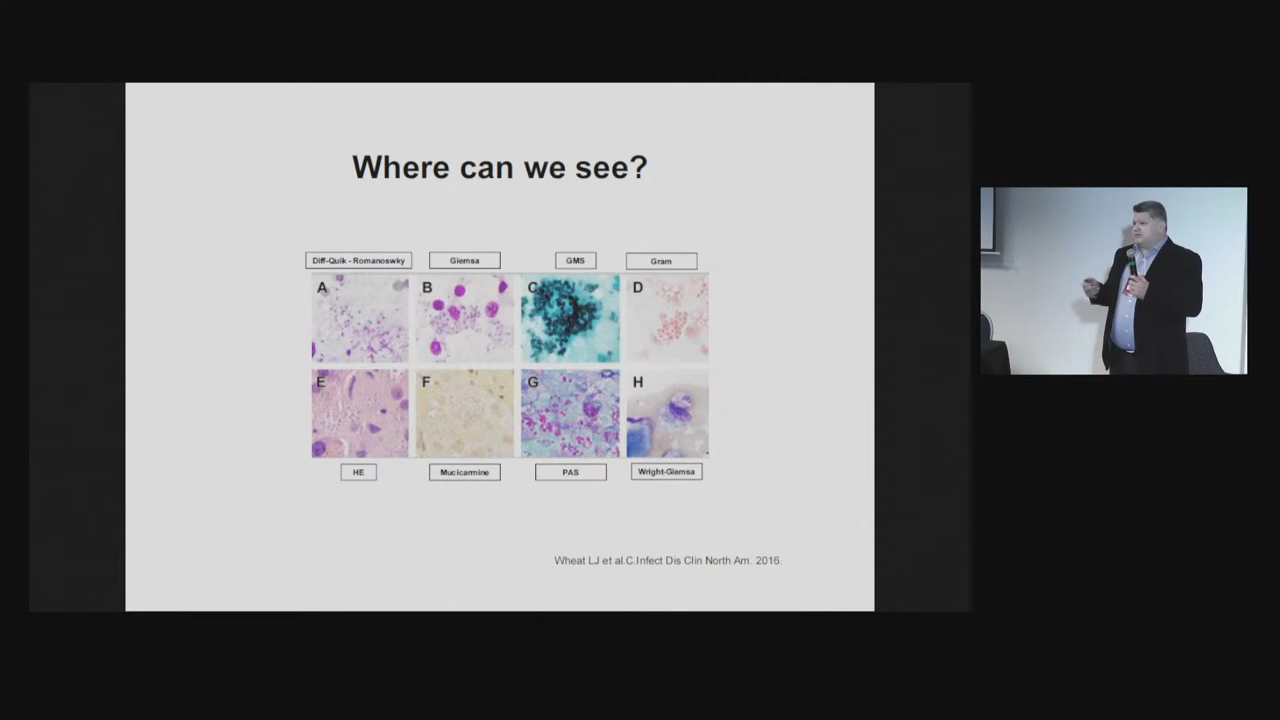 Where can we see?
Diff-Quik - Romanoswky
Giemsa
GMS
Gram
A
B
C
D
E
F
G
H
HE
Mucicarmine
PAS
Wright-Giemsa
Wheat LJ et al.C.Infect Dis Clin North Am. 2016.